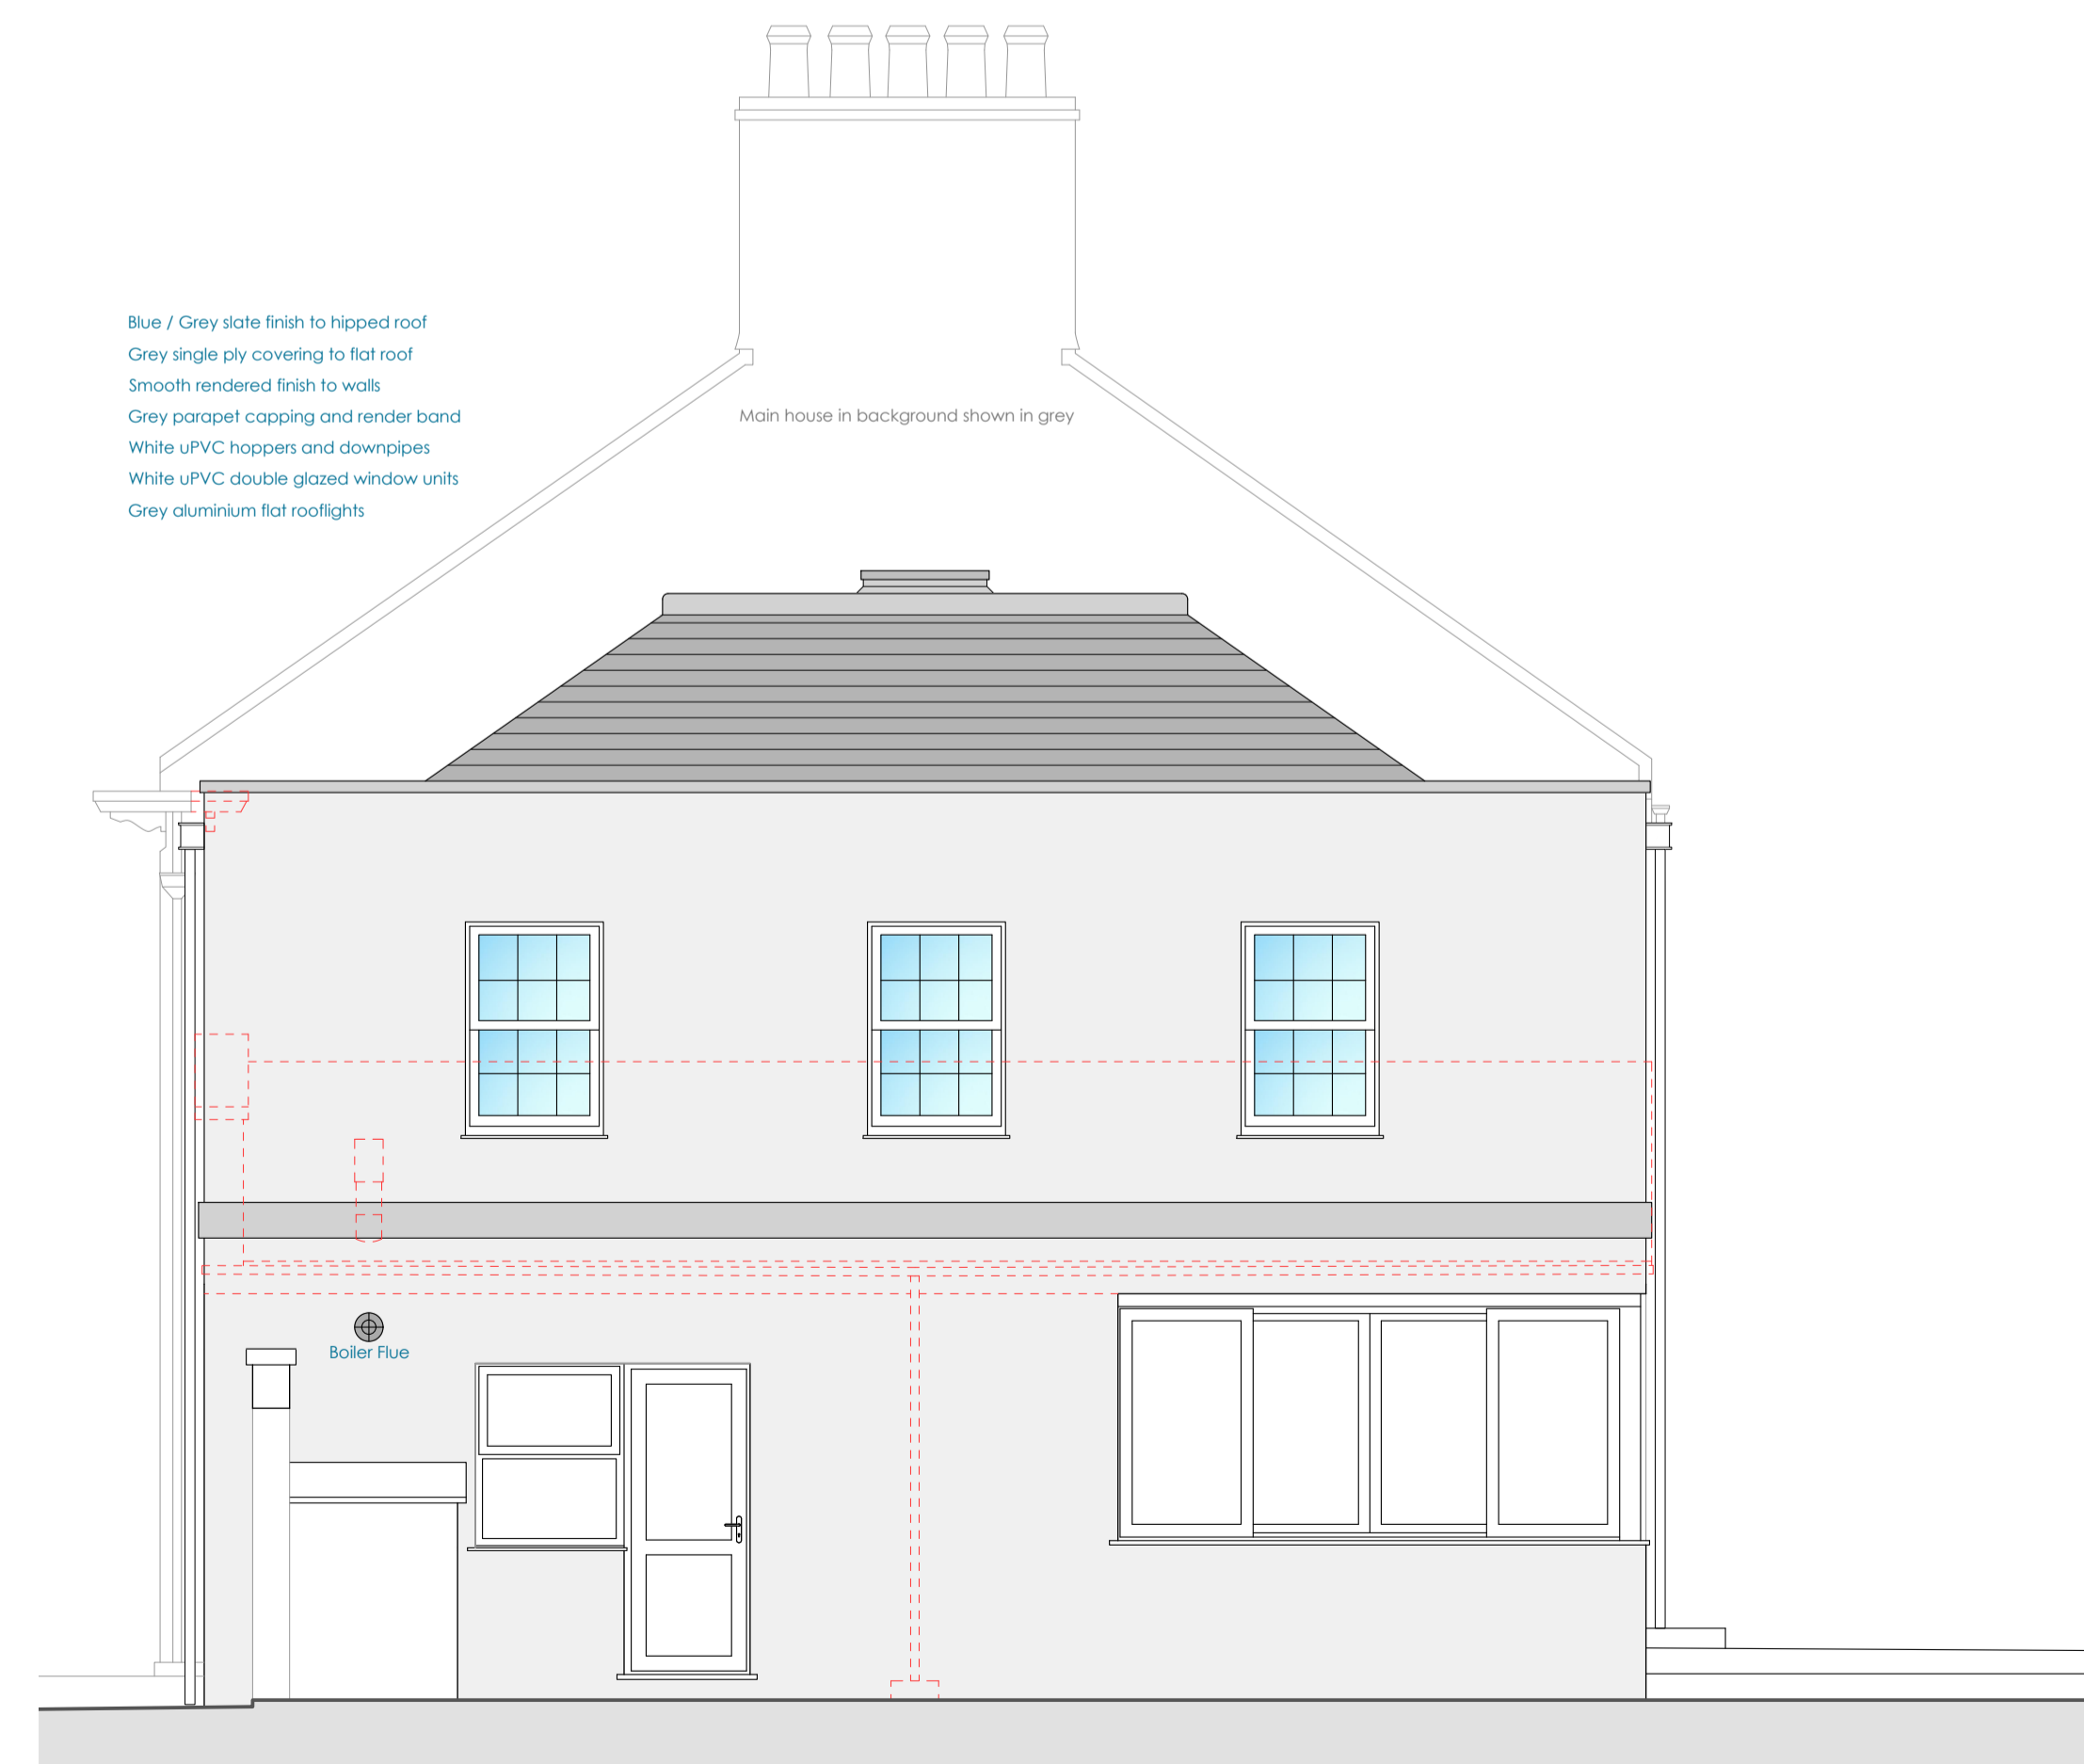 Blue / Grey slate finish to hipped roof
Grey single ply covering to flat roof
Smooth rendered finish to walls
Grey parapet capping and render band
White uPVC hoppers and downpipes
White uPVC double glazed window units
Grey aluminium flat rooflights
Main house in background shown in grey
Boiler Flue